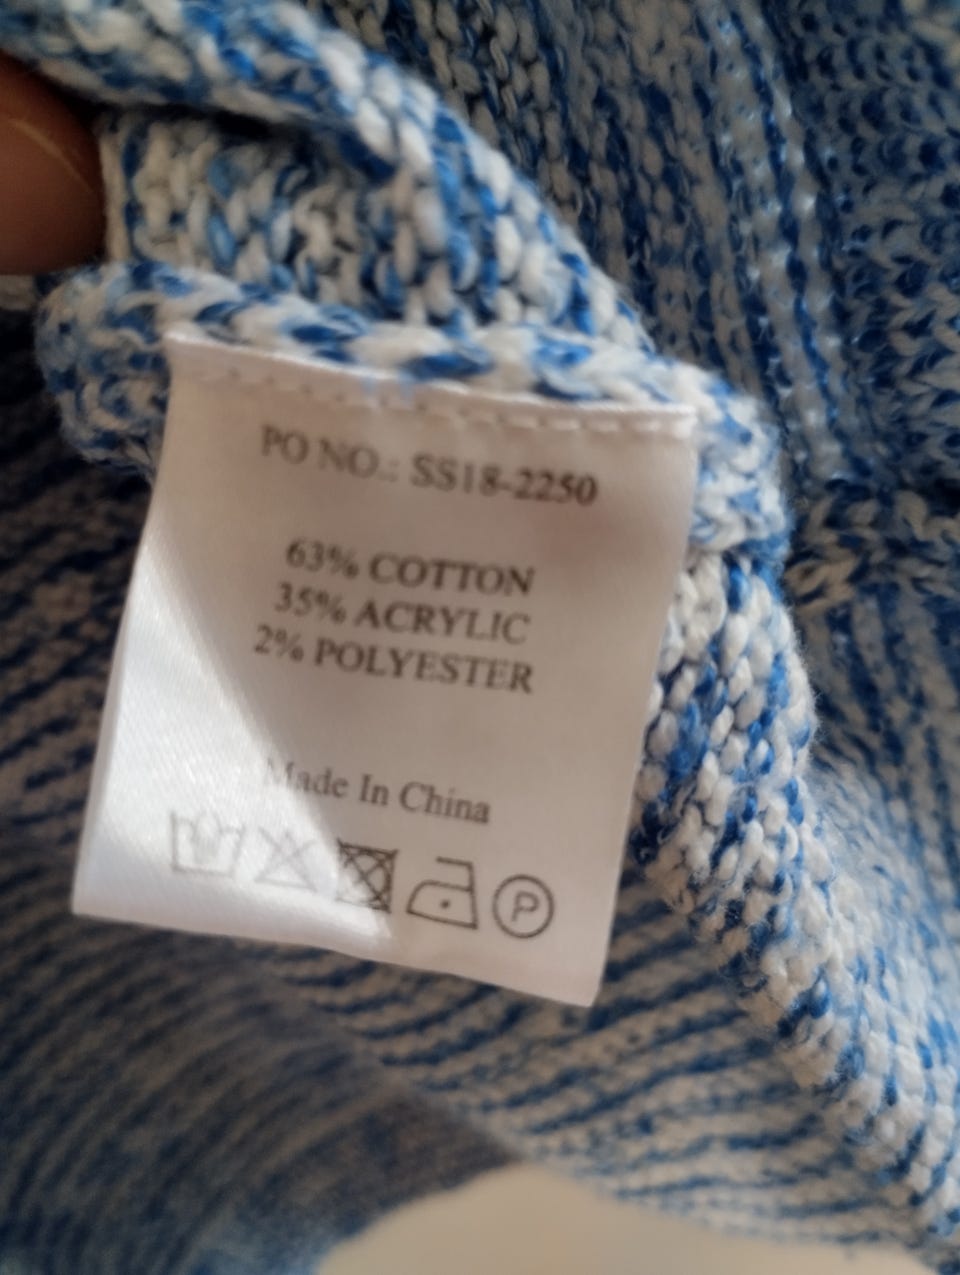 PO NO.: SS18-2250
63% COTTON
35% ACRYLIC
2% POLYESTER
Made In China
P